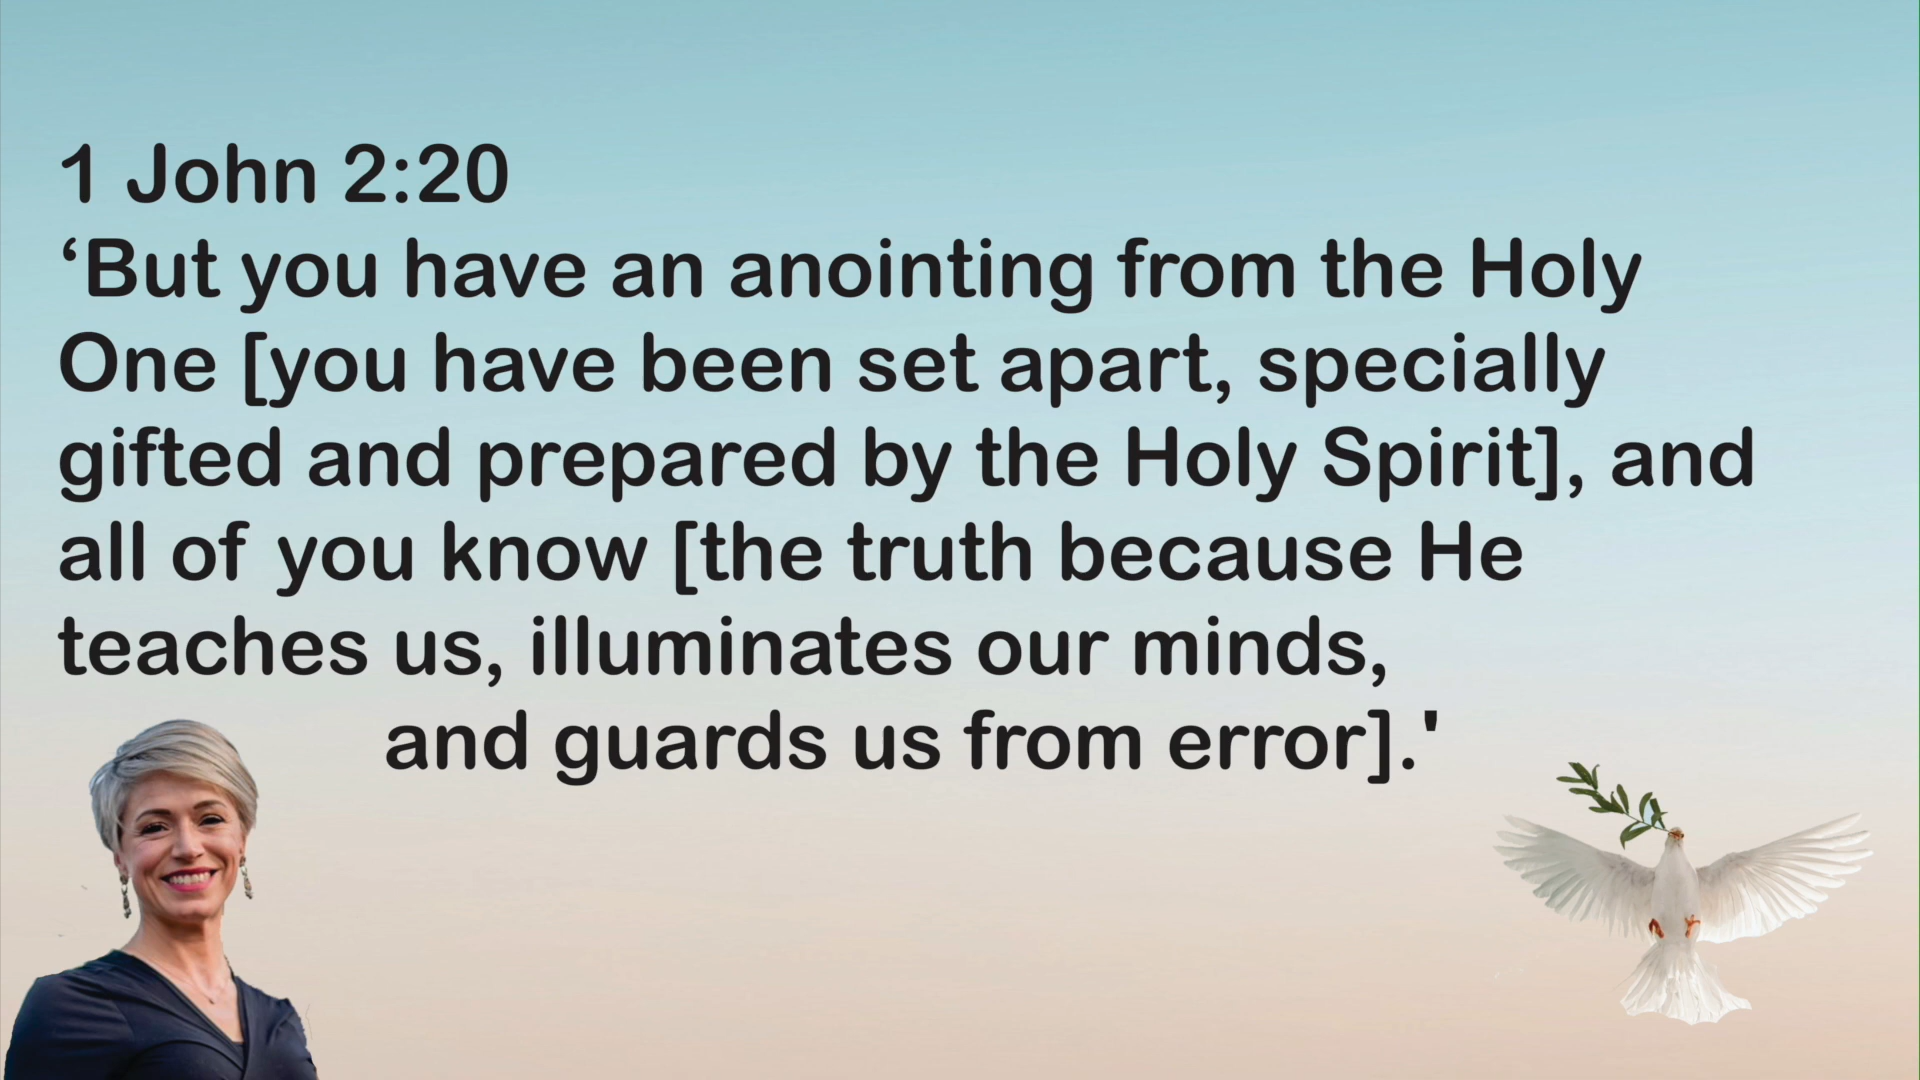 1 John 2:20
‘But you have an anointing from the Holy
One [you have been set apart, specially
gifted and prepared by the Holy Spirit], and
all of you know [the truth because He
teaches us, illuminates our minds,
and guards us from error].'